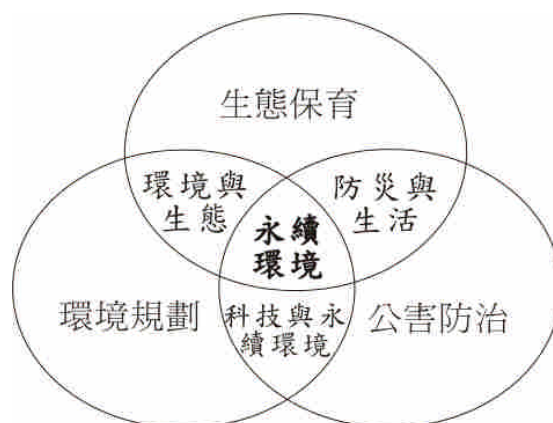 生態保育
環境與
生態
防災與
生活
永續
環境
環境規劃
科技與永
續環境
公害防治